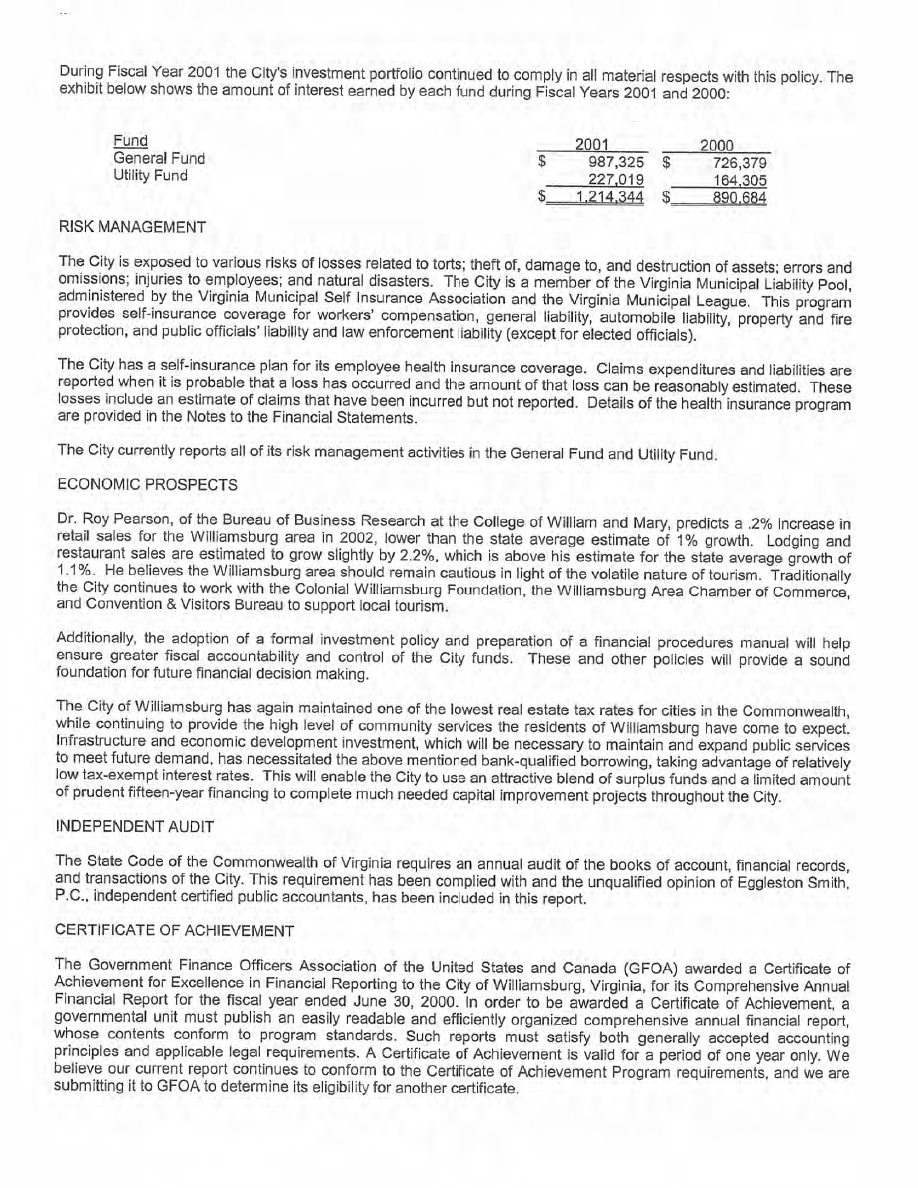 During Fiscal Year 2001 the City's investment portfolio continued to comply in all material respects with this policy. The
exhibit below shows the amount of interest earned by each fund during Fiscal Years 2001 and 2000:
Fund 2001 2000
General Fund $ 987,325 $ 726,379
Utility Fund 227,019 164,305
$ 1,214,344 $ 890,684
RISK MANAGEMENT
The City is exposed to various risks of losses related to torts; theft of, damage to, and destruction of assets; errors and
omissions; injuries to employees; and natural disasters. The City is a member of the Virginia Municipal Liability Pool,
administered by the Virginia Municipal Self Insurance Association and the Virginia Municipal League. This program
provides self-insurance coverage for workers' compensation, general liability, automobile liability, property and fire
protection, and public officials' liability and law enforcement liability (except for elected officials).
The City has a self-insurance plan for its employee health insurance coverage. Claims expenditures and liabilities are
reported when it is probable that a loss has occurred and the amount of that loss can be reasonably estimated. These
losses include an estimate of claims that have been incurred but not reported. Details of the health insurance program
are provided in the Notes to the Financial Statements.
The City currently reports all of its risk management activities in the General Fund and Utility Fund.
ECONOMIC PROSPECTS
Dr. Roy Pearson, of the Bureau of Business Research at the College of William and Mary, predicts a .2% increase in
retail sales for the Williamsburg area in 2002, lower than the state average estimate of 1% growth. Lodging and
restaurant sales are estimated to grow slightly by 2.2%, which is above his estimate for the state average growth of
1.1%. He believes the Williamsburg area should remain cautious in light of the volatile nature of tourism. Traditionally
the City continues to work with the Colonial Williamsburg Foundation, the Williamsburg Area Chamber of Commerce,
and Convention & Visitors Bureau to support local tourism.
Additionally, the adoption of a formal investment policy and preparation of a financial procedures manual will help
ensure greater fiscal accountability and control of the City funds. These and other policies will provide a sound
foundation for future financial decision making.
The City of Williamsburg has again maintained one of the lowest real estate tax rates for cities in the Commonwealth,
while continuing to provide the high level of community services the residents of Williamsburg have come to expect.
Infrastructure and economic development investment, which will be necessary to maintain and expand public services
to meet future demand, has necessitated the above mentioned bank-qualified borrowing, taking advantage of relatively
low tax-exempt interest rates. This will enable the City to use an attractive blend of surplus funds and a limited amount
of prudent fifteen-year financing to complete much needed capital improvement projects throughout the City.
INDEPENDENT AUDIT
The State Code of the Commonwealth of Virginia requires an annual audit of the books of account, financial records,
and transactions of the City. This requirement has been complied with and the unqualified opinion of Eggleston Smith,
P.C., independent certified public accountants, has been included in this report.
CERTIFICATE OF ACHIEVEMENT
The Government Finance Officers Association of the United States and Canada (GFOA) awarded a Certificate of
Achievement for Excellence in Financial Reporting to the City of Williamsburg, Virginia, for its Comprehensive Annual
Financial Report for the fiscal year ended June 30, 2000. In order to be awarded a Certificate of Achievement, a
governmental unit must publish an easily readable and efficiently organized comprehensive annual financial report,
whose contents conform to program standards. Such reports must satisfy both generally accepted accounting
principles and applicable legal requirements. A Certificate of Achievement is valid for a period of one year only. We
believe our current report continues to conform to the Certificate of Achievement Program requirements, and we are
submitting it to GFOA to determine its eligibility for another certificate.